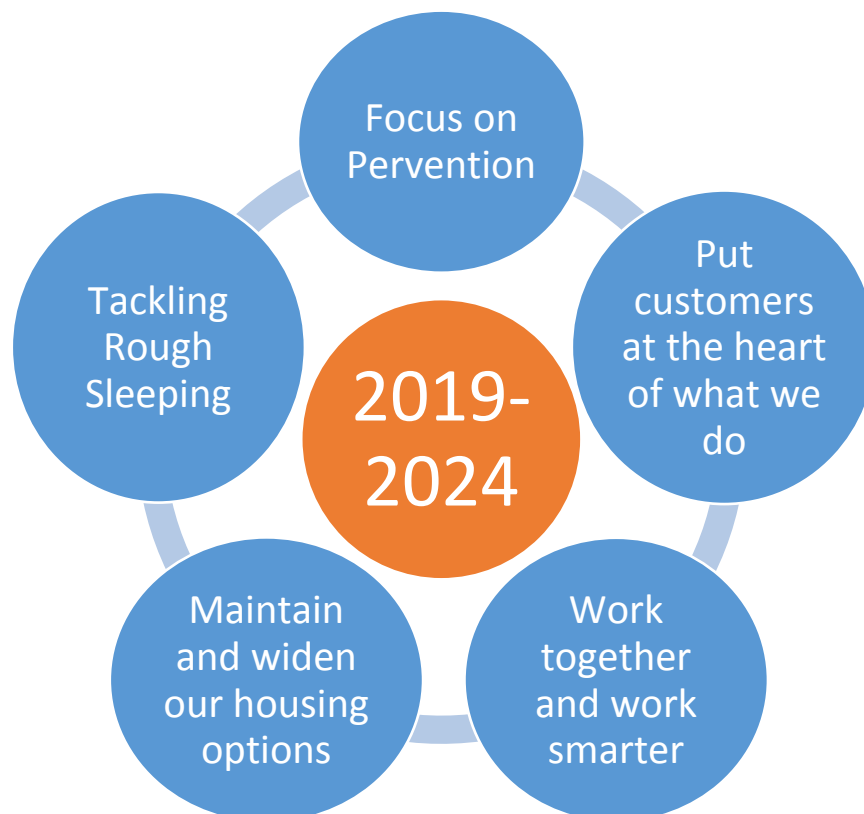 Focus on
Pervention
Put
customers
at the heart
of what we
do
Work
together
and work
smarter
Maintain
and widen
our housing
options
Tackling
Rough
Sleeping
2019-
2024